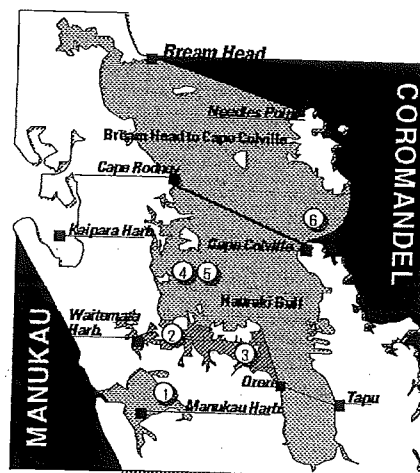 Bream Head
Needles Point
Bream Head to Cape Colville
Cape Rodney
COROMANDEL
6
Kaipara Harb.
Cape Colville
4
5
Hauraki Gulf
Waitemata
Harb.
2
3
MANUKAU
1
Orere
Tapu
Manukau Harb.